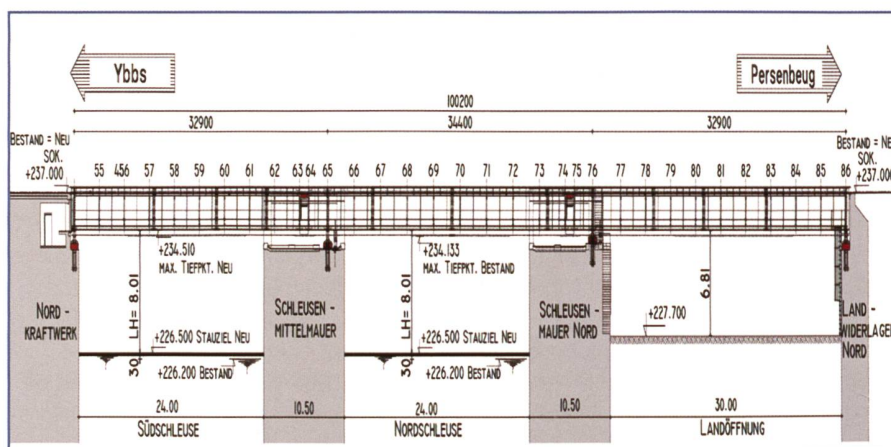 Ybbs
Persenbeug
100200
32900 34400 32900
BESTAND = NEU
SOK.
+237.000
BESTAND = NEU
SOK.
+237.000
55 456 57 58 59 60 61 62 63 64 65 66 67 68 69 70 71 72 73 74 75 76 77 78 79 80 81 82 83 84 85 86
+234.510
MAX. TIEFPKT. NEU
+234.133
MAX. TIEFPKT. BESTAND
LH= 8.01
LH= 8.01
6.81
NORD -
KRAFTWERK
SCHLEUSEN-
MITTELMAUER
SCHLEUSEN-
MAUER NORD
LAND-
WIDERLAGER
NORD
+227.700
+226.500 STAUZIEL NEU
+226.500 STAUZIEL NEU
30
30
+226.200 BESTAND
+226.200 BESTAND
24.00 10.50 24.00 10.50 30.00
SÜDSCHLEUSE NORDSCHLEUSE LANDÖFFNUNG